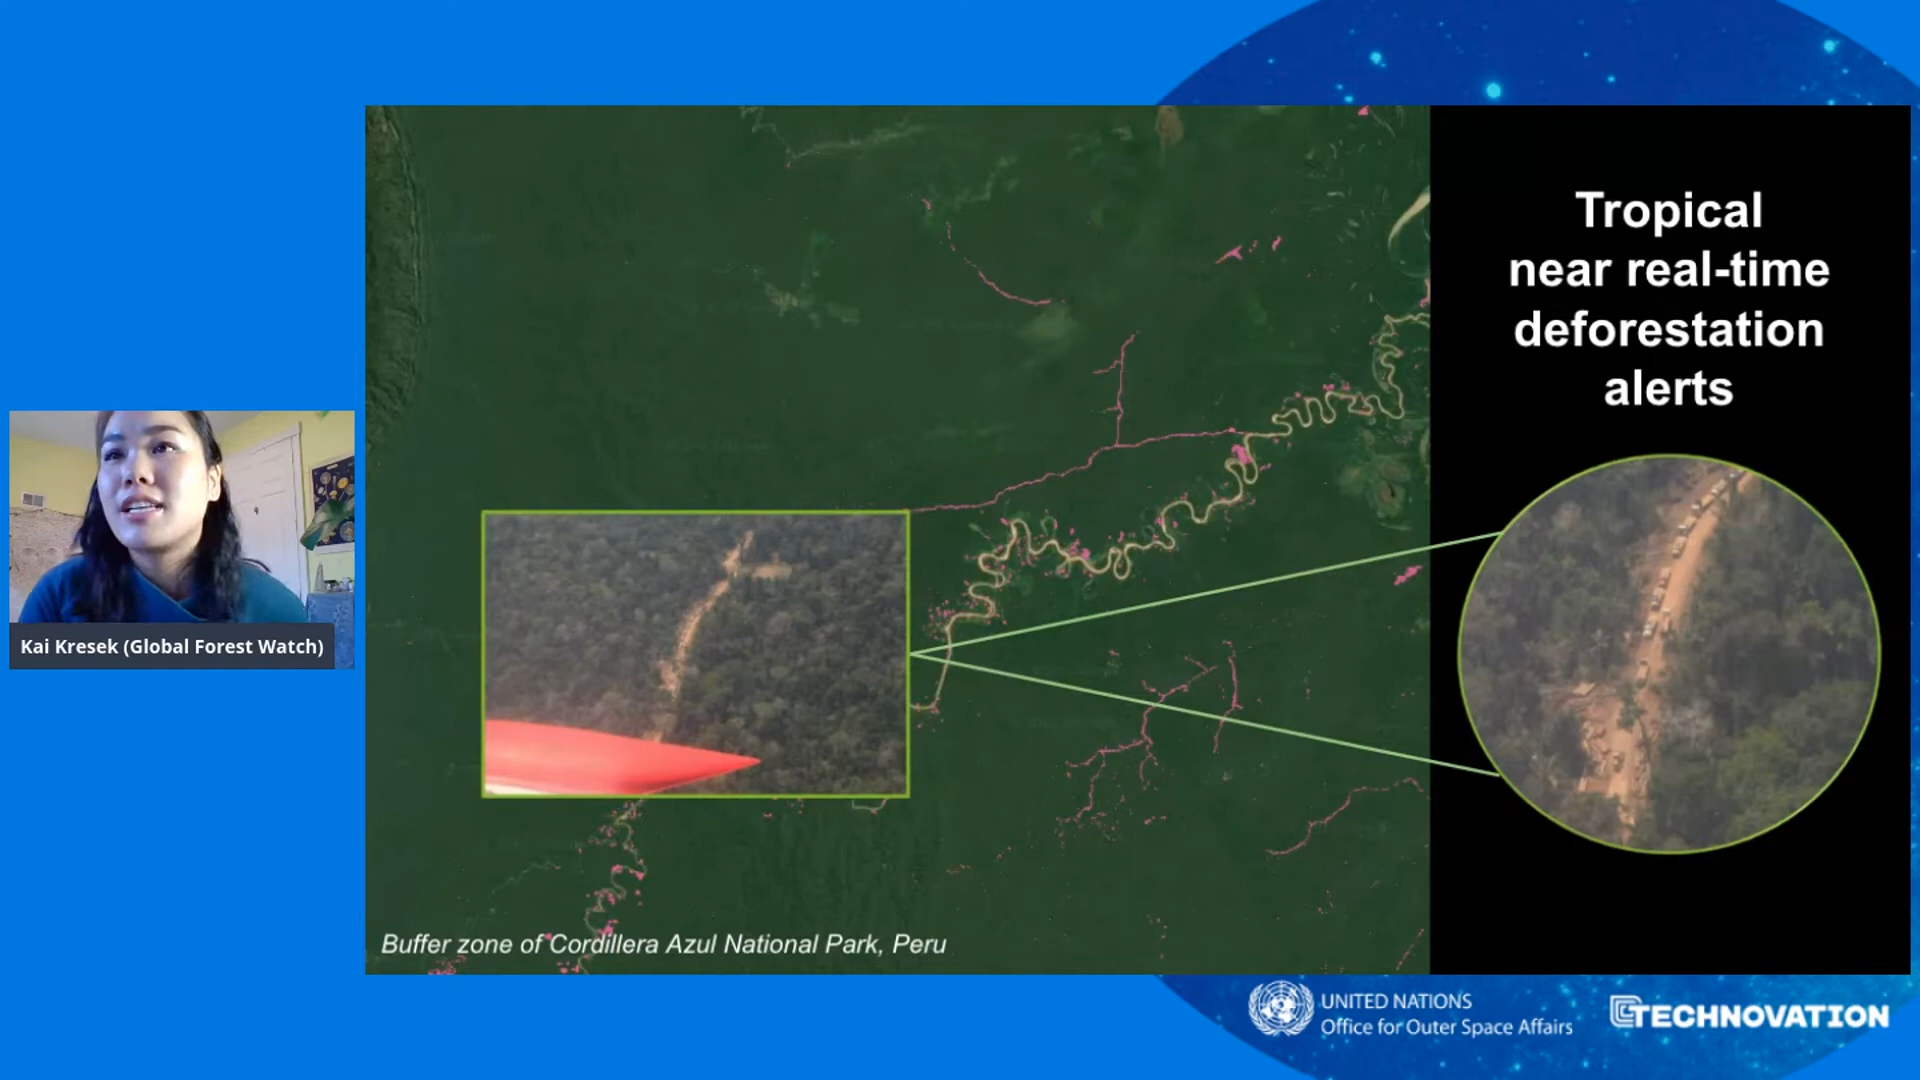 Tropical
near real-time
deforestation
alerts
Kai Kresek (Global Forest Watch)
Buffer zone of Cordillera Azul National Park, Peru
UNITED NATIONS
Office for Outer Space Affairs
TECHNOVATION